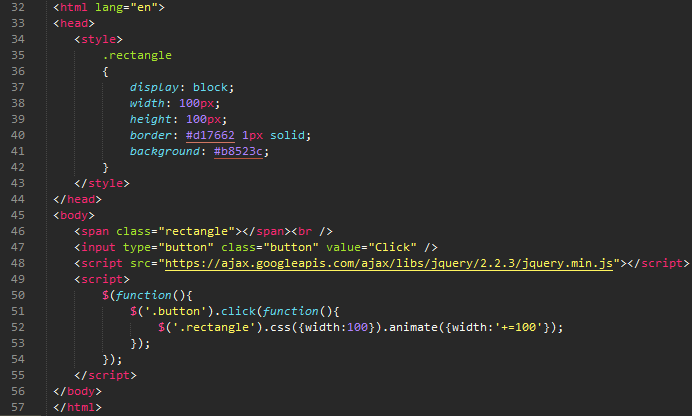 32 <html lang="en">
33 <head>
34 <style>
35 .rectangle
36 {
37 display: block;
38 width: 100px;
39 height: 100px;
40 border: #d17662 1px solid;
41 background: #b8523c;
42 }
43 </style>
44 </head>
45 <body>
46 <span class="rectangle"></span><br />
47 <input type="button" class="button" value="Click" />
48 <script src="https://ajax.googleapis.com/ajax/libs/jquery/2.2.3/jquery.min.js"></script>
49 <script>
50 $(function(){
51 $('.button').click(function(){
52 $('.rectangle').css({width:100}).animate({width:'+=100'});
53 });
54 });
55 </script>
56 </body>
57 </html>